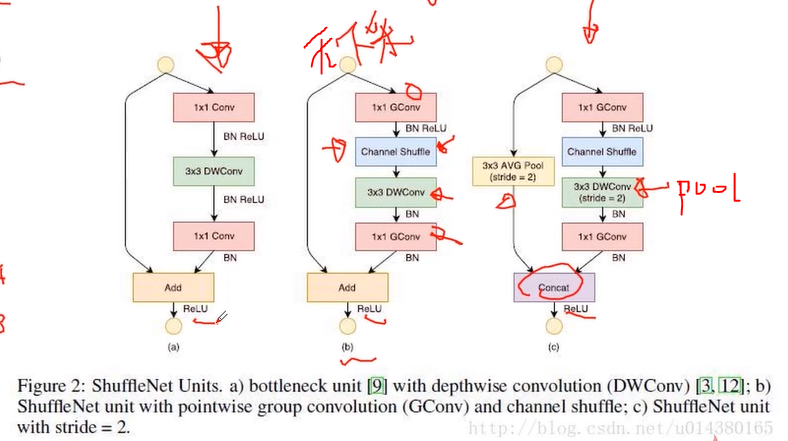 无下采
1x1 Conv
BN ReLU
3x3 DWConv
BN ReLU
1x1 Conv
BN
Add
ReLU
(a)
1x1 GConv
BN ReLU
Channel Shuffle
3x3 DWConv
BN
1x1 GConv
BN
Add
ReLU
(b)
3x3 AVG Pool
(stride = 2)
1x1 GConv
BN ReLU
Channel Shuffle
3x3 DWConv
(stride = 2)
pool
BN
1x1 GConv
BN
Concat
ReLU
(c)
Figure 2: ShuffleNet Units. a) bottleneck unit [9] with depthwise convolution (DWConv) [3, 12]; b)
ShuffleNet unit with pointwise group convolution (GConv) and channel shuffle; c) ShuffleNet unit
with stride = 2.
http://blog.csdn.net/u014380165